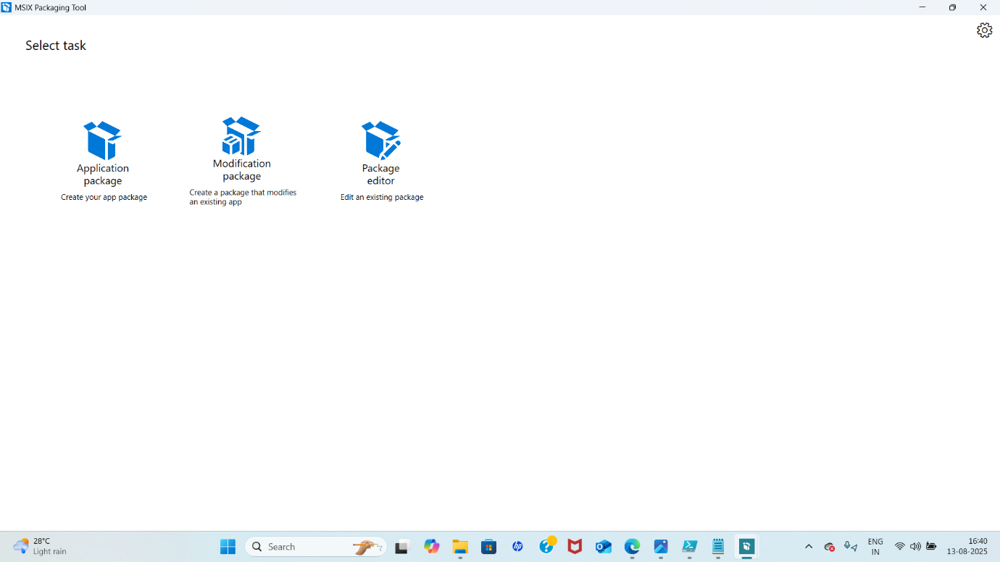 MSIX Packaging Tool
Select task
Application
package
Create your app package
Modification
package
Create a package that modifies
an existing app
Package
editor
Edit an existing package
28°C
Light rain
Search
hp
ENG
IN
16:40
13-08-2025